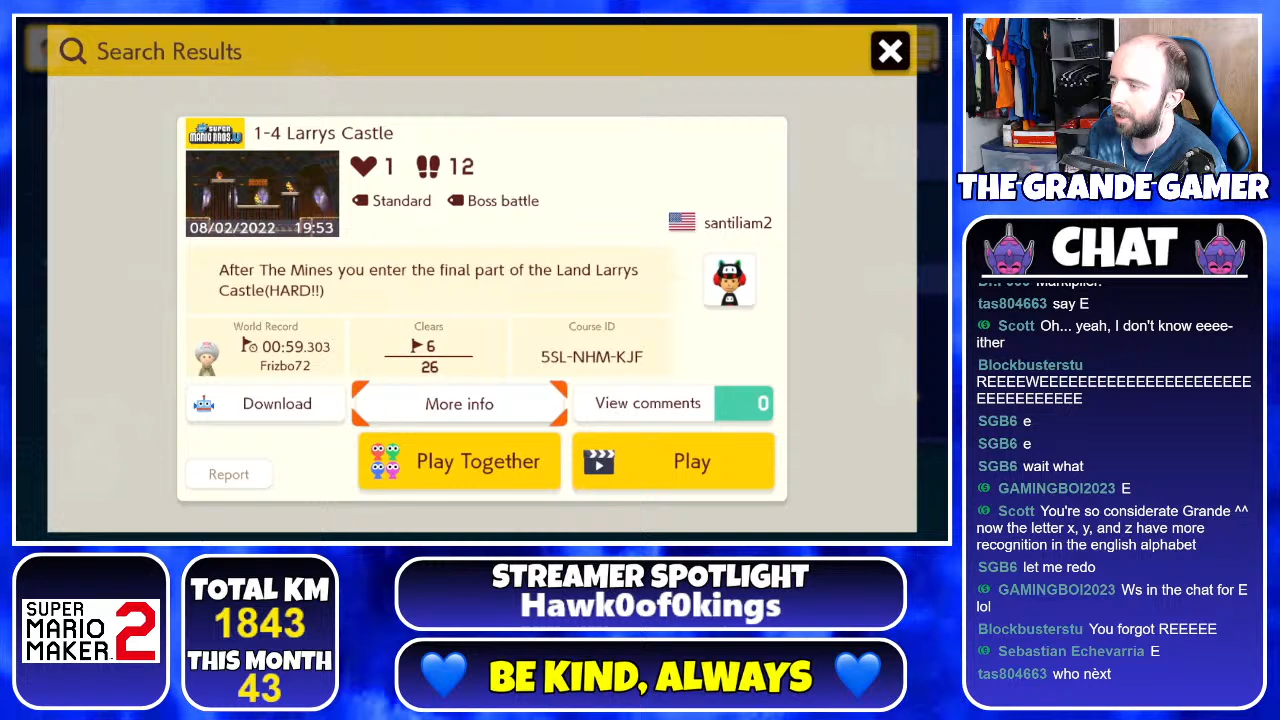 Search Results
SUPER MARIO BROS. U
1-4 Larrys Castle
1
12
Standard
Boss battle
08/02/2022 19:53
santiliam2
After The Mines you enter the final part of the Land Larrys
Castle(HARD!!)
World Record
00:59.303
Frizbo72
Clears
6
26
Course ID
5SL-NHM-KJF
Download
More info
View comments
0
Report
Play Together
Play
THE GRANDE GAMER
CHAT
tas804663 say E
Scott Oh... yeah, I don't know eeee-
ither
Blockbusterstu
REEEEWEEEEEEEEEEEEEEEEEEEEEE
EEEEEEEEEEE
SGB6 e
SGB6 e
SGB6 wait what
GAMINGBOI2023 E
Scott You're so considerate Grande ^^
now the letter x, y, and z have more
recognition in the english alphabet
SGB6 let me redo
GAMINGBOI2023 Ws in the chat for E
lol
Blockbusterstu You forgot REEEEE
Sebastian Echevarria E
tas804663 who nèxt
SUPER
MARIO
MAKER 2
TOTAL KM
1843
THIS MONTH
43
STREAMER SPOTLIGHT
Hawk0of0kings
BE KIND, ALWAYS